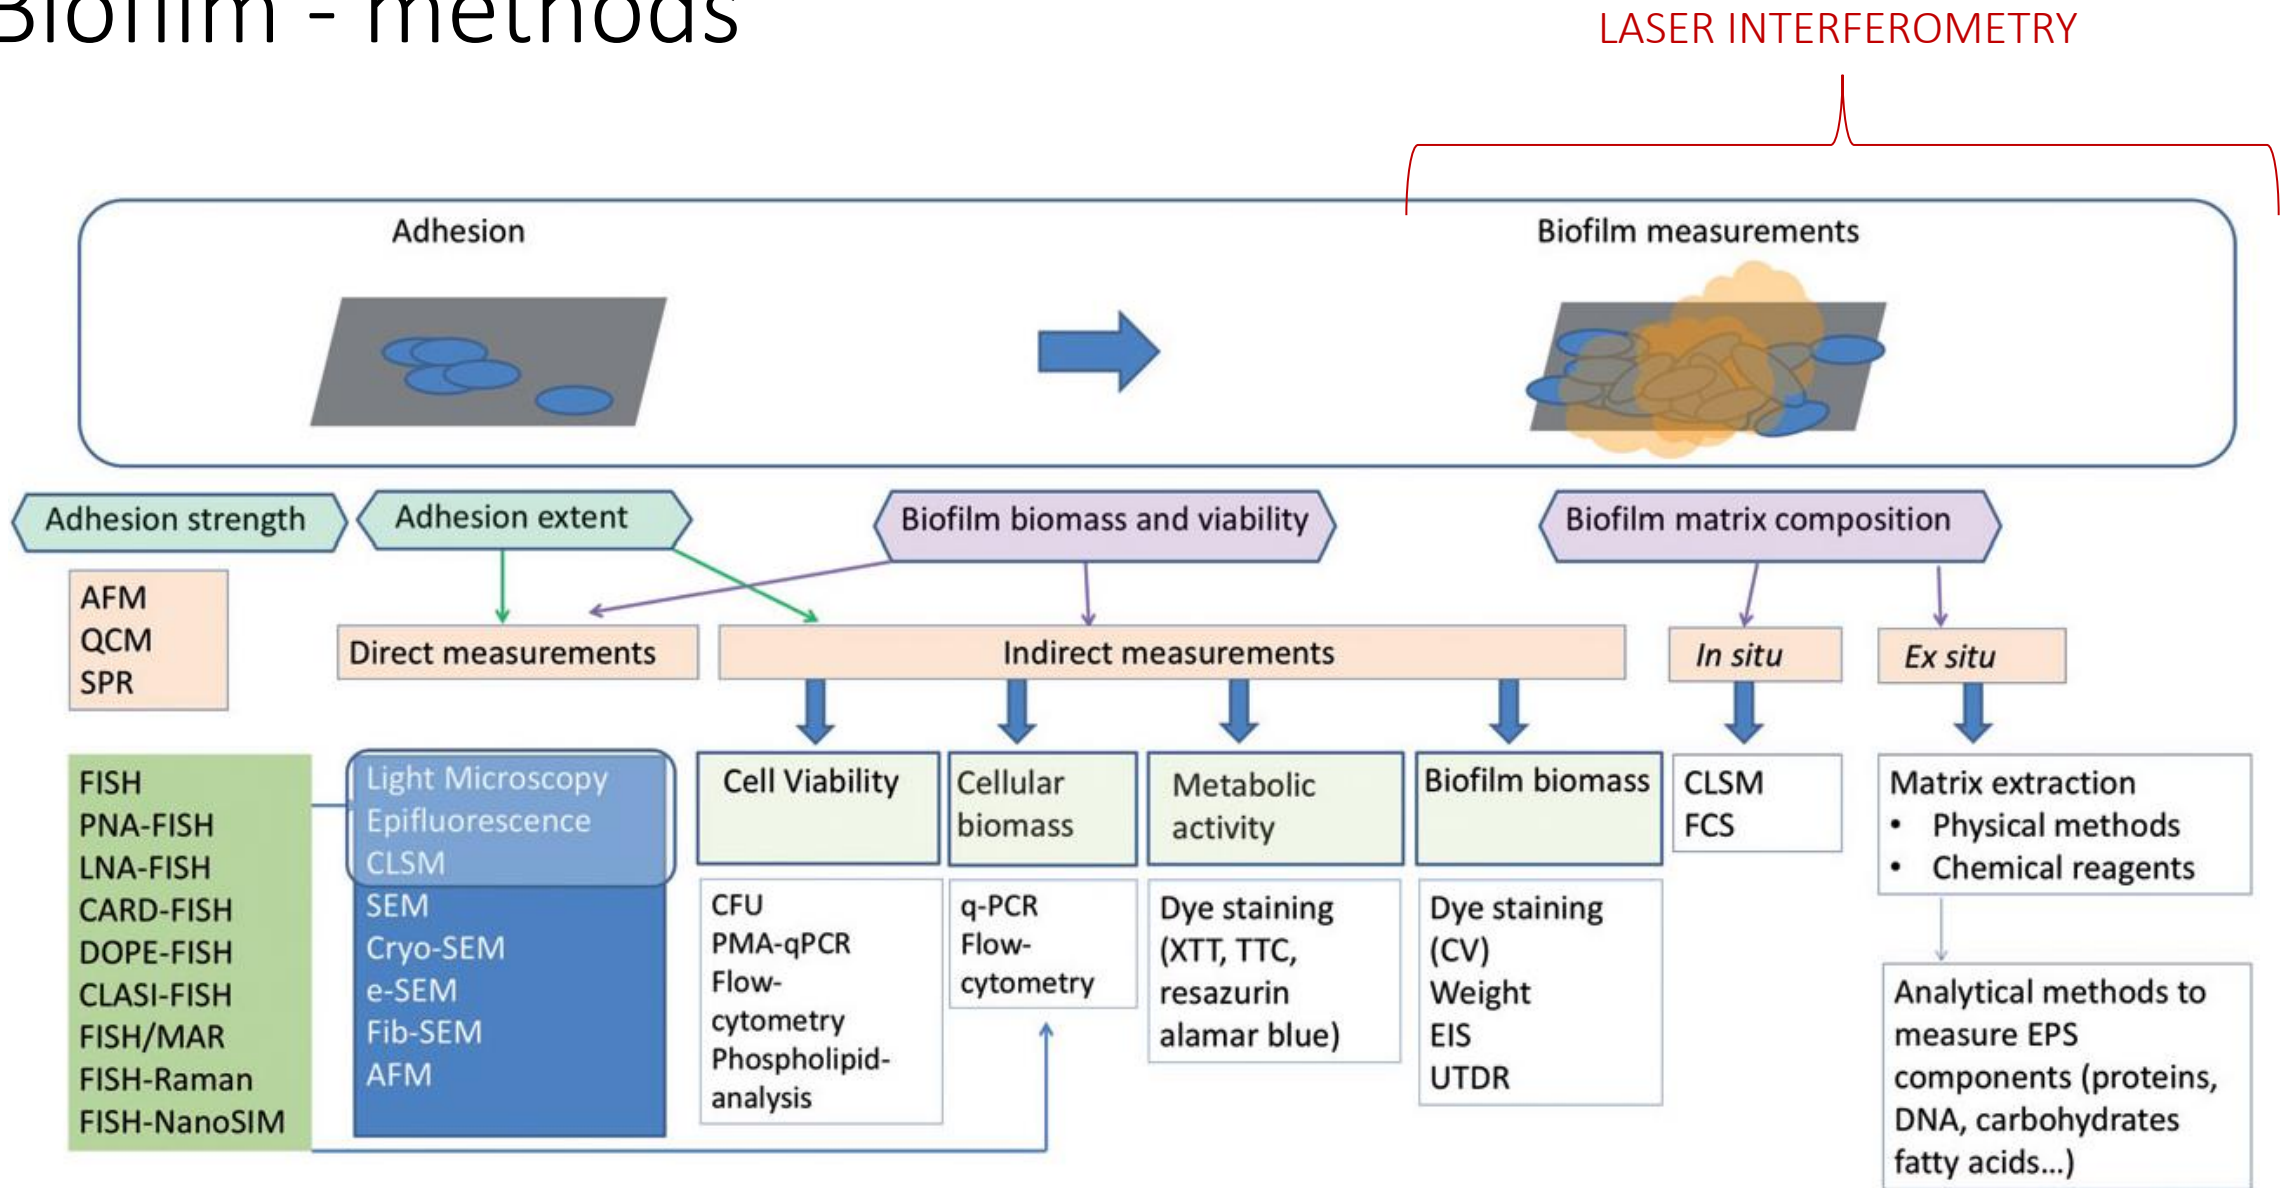 Biofilm - methods
LASER INTERFEROMETRY
Adhesion
Biofilm measurements
Adhesion strength
Adhesion extent
Biofilm biomass and viability
Biofilm matrix composition
AFM
QCM
SPR
Direct measurements
Indirect measurements
In situ
Ex situ
FISH
PNA-FISH
LNA-FISH
CARD-FISH
DOPE-FISH
CLASI-FISH
FISH/MAR
FISH-Raman
FISH-NanoSIM
Light Microscopy
Epifluorescence
CLSM
SEM
Cryo-SEM
e-SEM
Fib-SEM
AFM
Cell Viability
CFU
PMA-qPCR
Flow-
cytometry
Phospholipid-
analysis
Cellular
biomass
q-PCR
Flow-
cytometry
Metabolic
activity
Dye staining
(XTT, TTC,
resazurin
alamar blue)
Biofilm biomass
Dye staining
(CV)
Weight
EIS
UTDR
CLSM
FCS
Matrix extraction
• Physical methods
• Chemical reagents
Analytical methods to
measure EPS
components (proteins,
DNA, carbohydrates
fatty acids...)